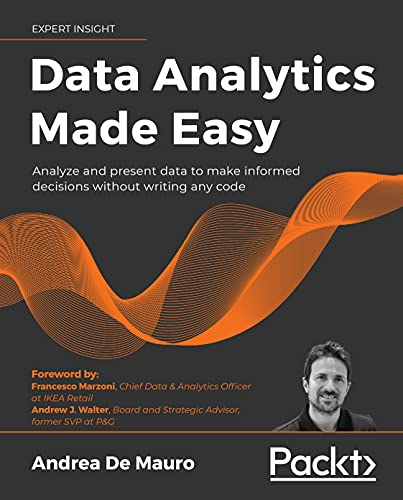 EXPERT INSIGHT
Data Analytics
Made Easy
Analyze and present data to make informed
decisions without writing any code
Foreword by:
Francesco Marzoni, Chief Data & Analytics Officer
at IKEA Retail
Andrew J. Walter, Board and Strategic Advisor,
former SVP at P&G
Andrea De Mauro
Packt>